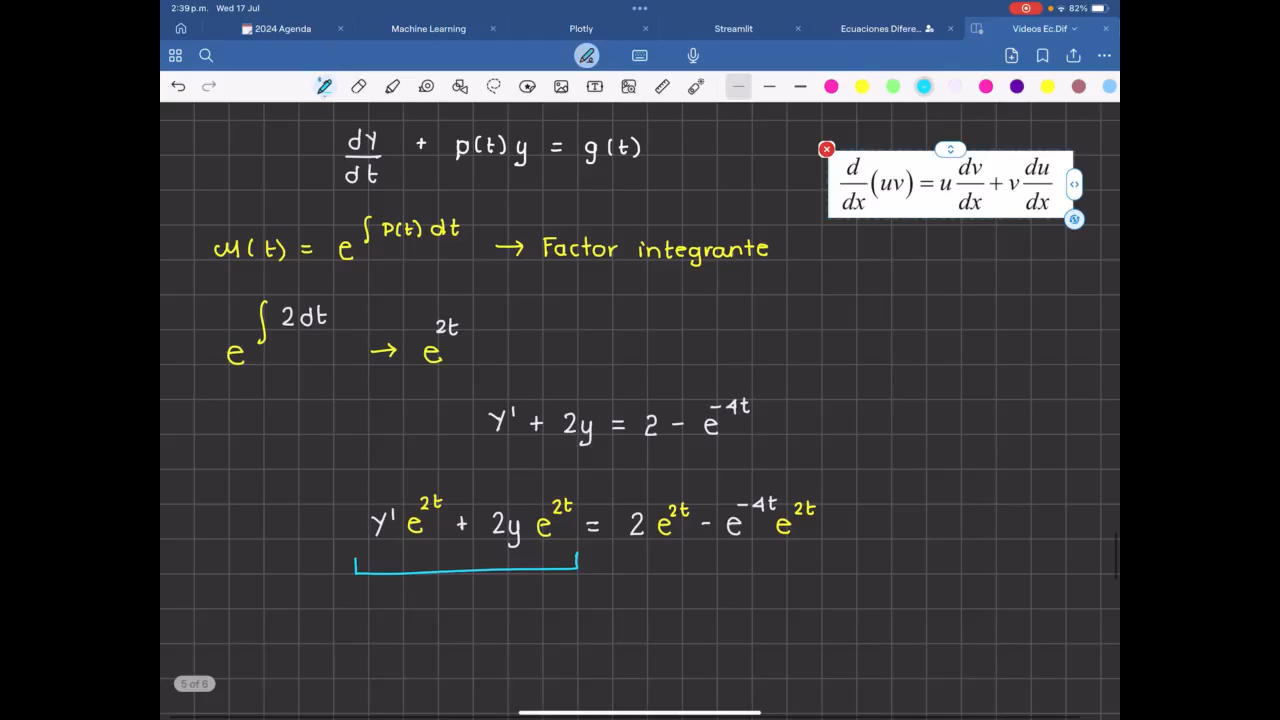 2:39 p.m. Wed 17 Jul
82%
2024 Agenda
Machine Learning
Plotly
Streamlit
Ecuaciones Difere...
Videos Ec.Dif
dy/dt + p(t)y = g(t)
d/dx (uv) = u dv/dx + v du/dx
μ(t) = e^∫P(t) dt → Factor integrante
e^∫2dt → e^2t
y' + 2y = 2 - e^-4t
y' e^2t + 2y e^2t = 2 e^2t - e^-4t e^2t
5 of 6